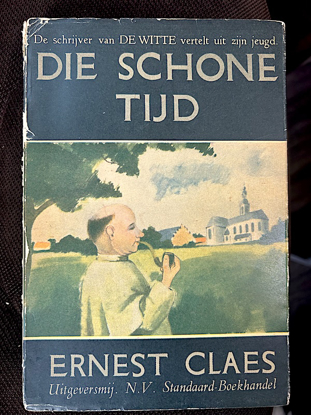 De schrijver van DE WITTE vertelt uit zijn jeugd.
DIE SCHONE
TIJD
ERNEST CLAES
Uitgeversmij. N.V. Standaard-Boekhandel